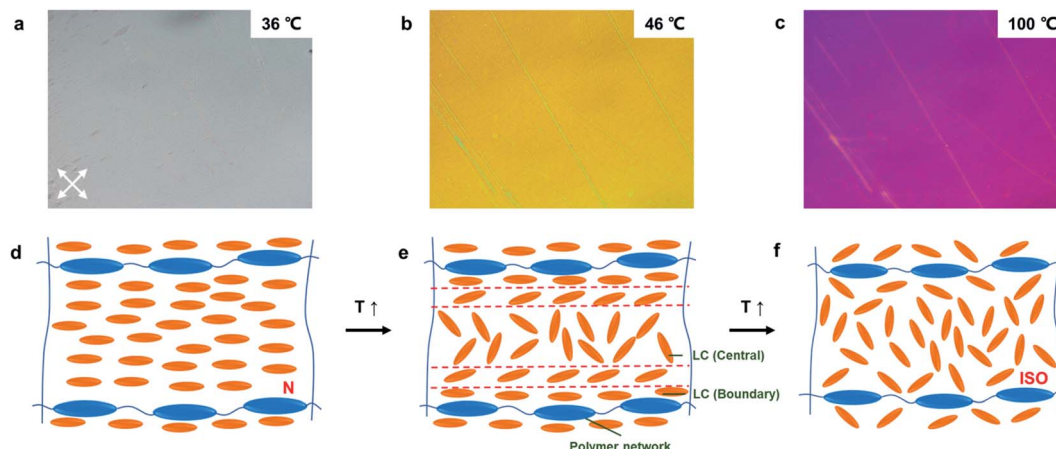 a 36 ℃ b 46 ℃ c 100 ℃
d e f
T ↑ T ↑
LC (Central)
N LC (Boundary) ISO
Polymer network